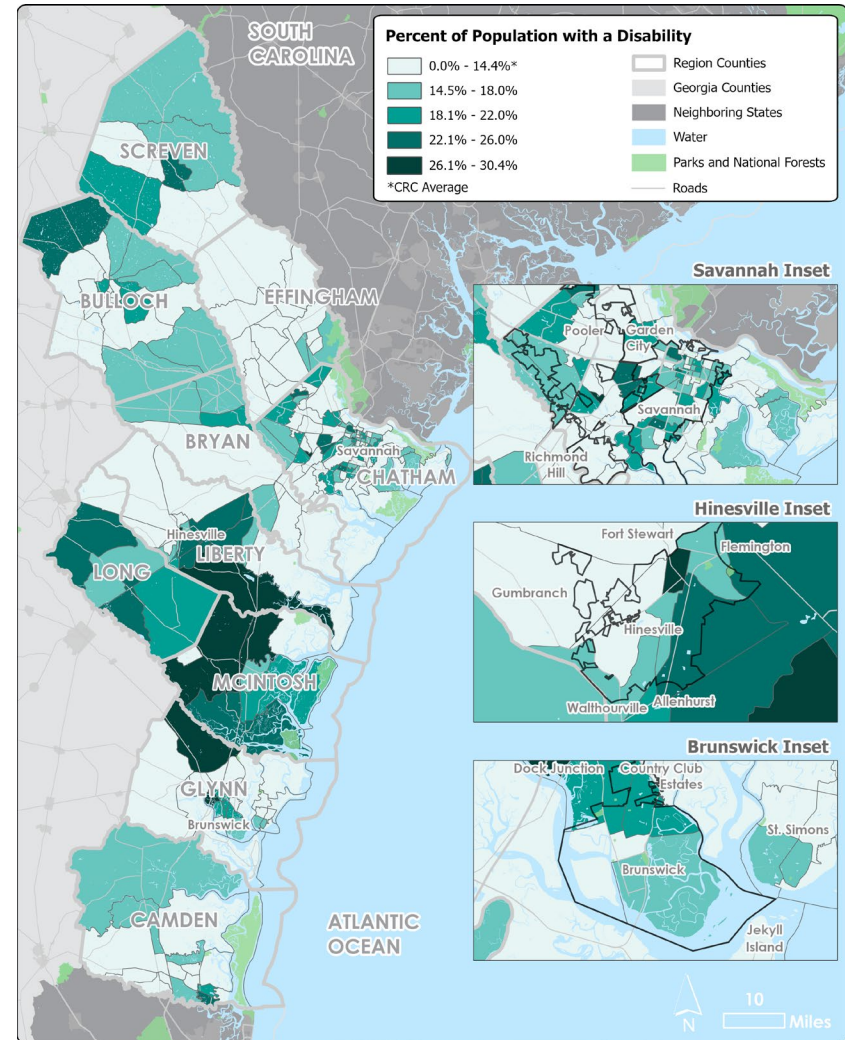 SOUTH
CAROLINA
Percent of Population with a Disability
0.0% - 14.4%*
14.5% - 18.0%
18.1% - 22.0%
22.1% - 26.0%
26.1% - 30.4%
*CRC Average
Region Counties
Georgia Counties
Neighboring States
Water
Parks and National Forests
Roads
SCREVEN
BULLOCH
EFFINGHAM
BRYAN
Savannah
CHATHAM
Hinesville
LIBERTY
LONG
MCINTOSH
GLYNN
Brunswick
CAMDEN
ATLANTIC
OCEAN
Savannah Inset
Pooler
Garden
City
Savannah
Richmond
Hill
Hinesville Inset
Fort Stewart
Flemington
Gumbranch
Hinesville
Walthourville
Allenhurst
Brunswick Inset
Dock Junction
Country Club
Estates
St. Simons
Brunswick
Jekyll
Island
N
10
Miles